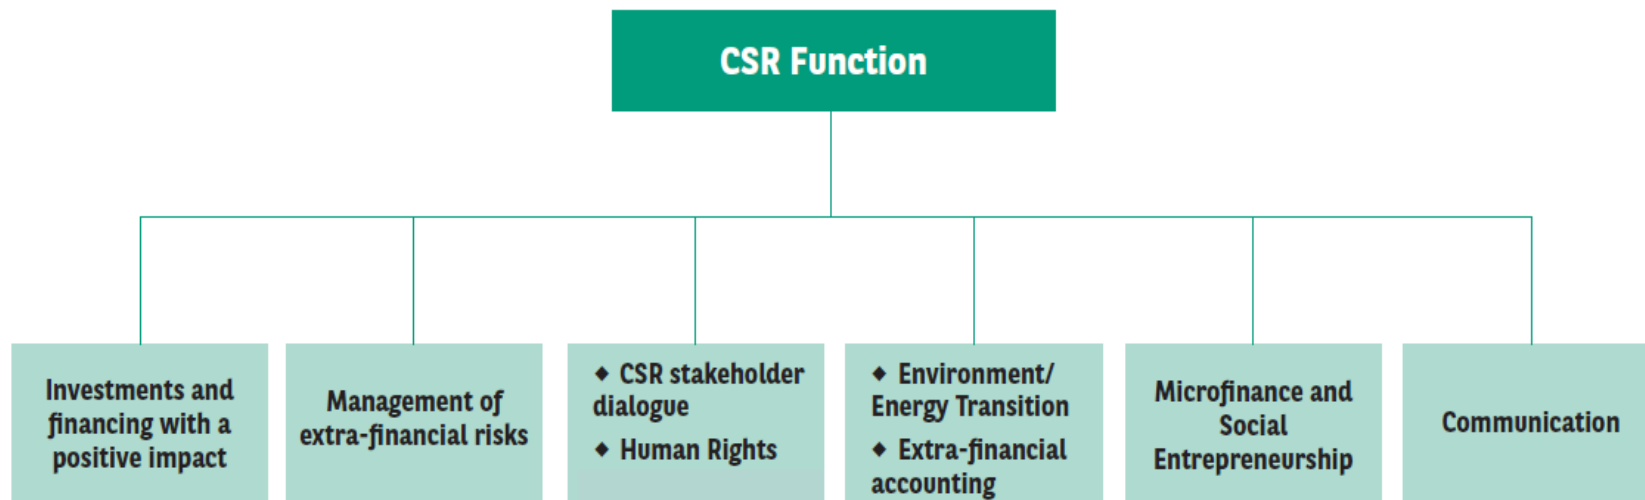 CSR Function
Investments and
financing with a
positive impact
Management of
extra-financial risks
◆ CSR stakeholder
dialogue
◆ Human Rights
◆ Environment/
Energy Transition
◆ Extra-financial
accounting
Microfinance and
Social
Entrepreneurship
Communication